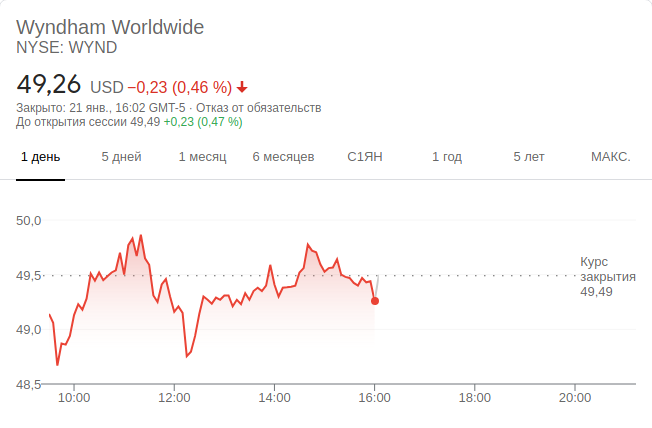 Wyndham Worldwide
NYSE: WYND
49,26 USD −0,23 (0,46 %)
Закрыто: 21 янв., 16:02 GMT-5 · Отказ от обязательств
До открытия сессии 49,49 +0,23 (0,47 %)
1 день 5 дней 1 месяц 6 месяцев С1ЯН 1 год 5 лет МАКС.
50,0
49,5
49,0
48,5
Курс
закрытия
49,49
10:00 12:00 14:00 16:00 18:00 20:00